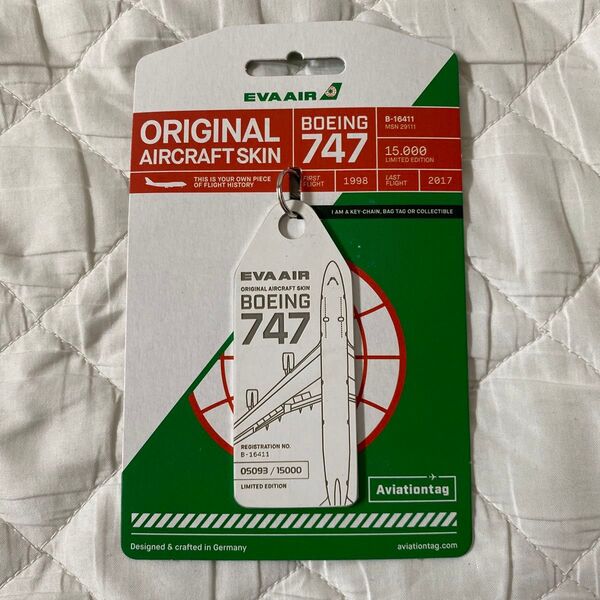 EVA AIR
ORIGINAL
AIRCRAFT SKIN
BOEING
747
B-16411
MSN 29111
15.000
LIMITED EDITION
THIS IS YOUR OWN PIECE
OF FLIGHT HISTORY
FIRST
FLIGHT
1998
LAST
FLIGHT
2017
I AM A KEY-CHAIN, BAG TAG OR COLLECTIBLE
EVA AIR
ORIGINAL AIRCRAFT SKIN
BOEING
747
REGISTRATION NO.
B-16411
05093 / 15000
LIMITED EDITION
Aviationtag
Designed & crafted in Germany
aviationtag.com